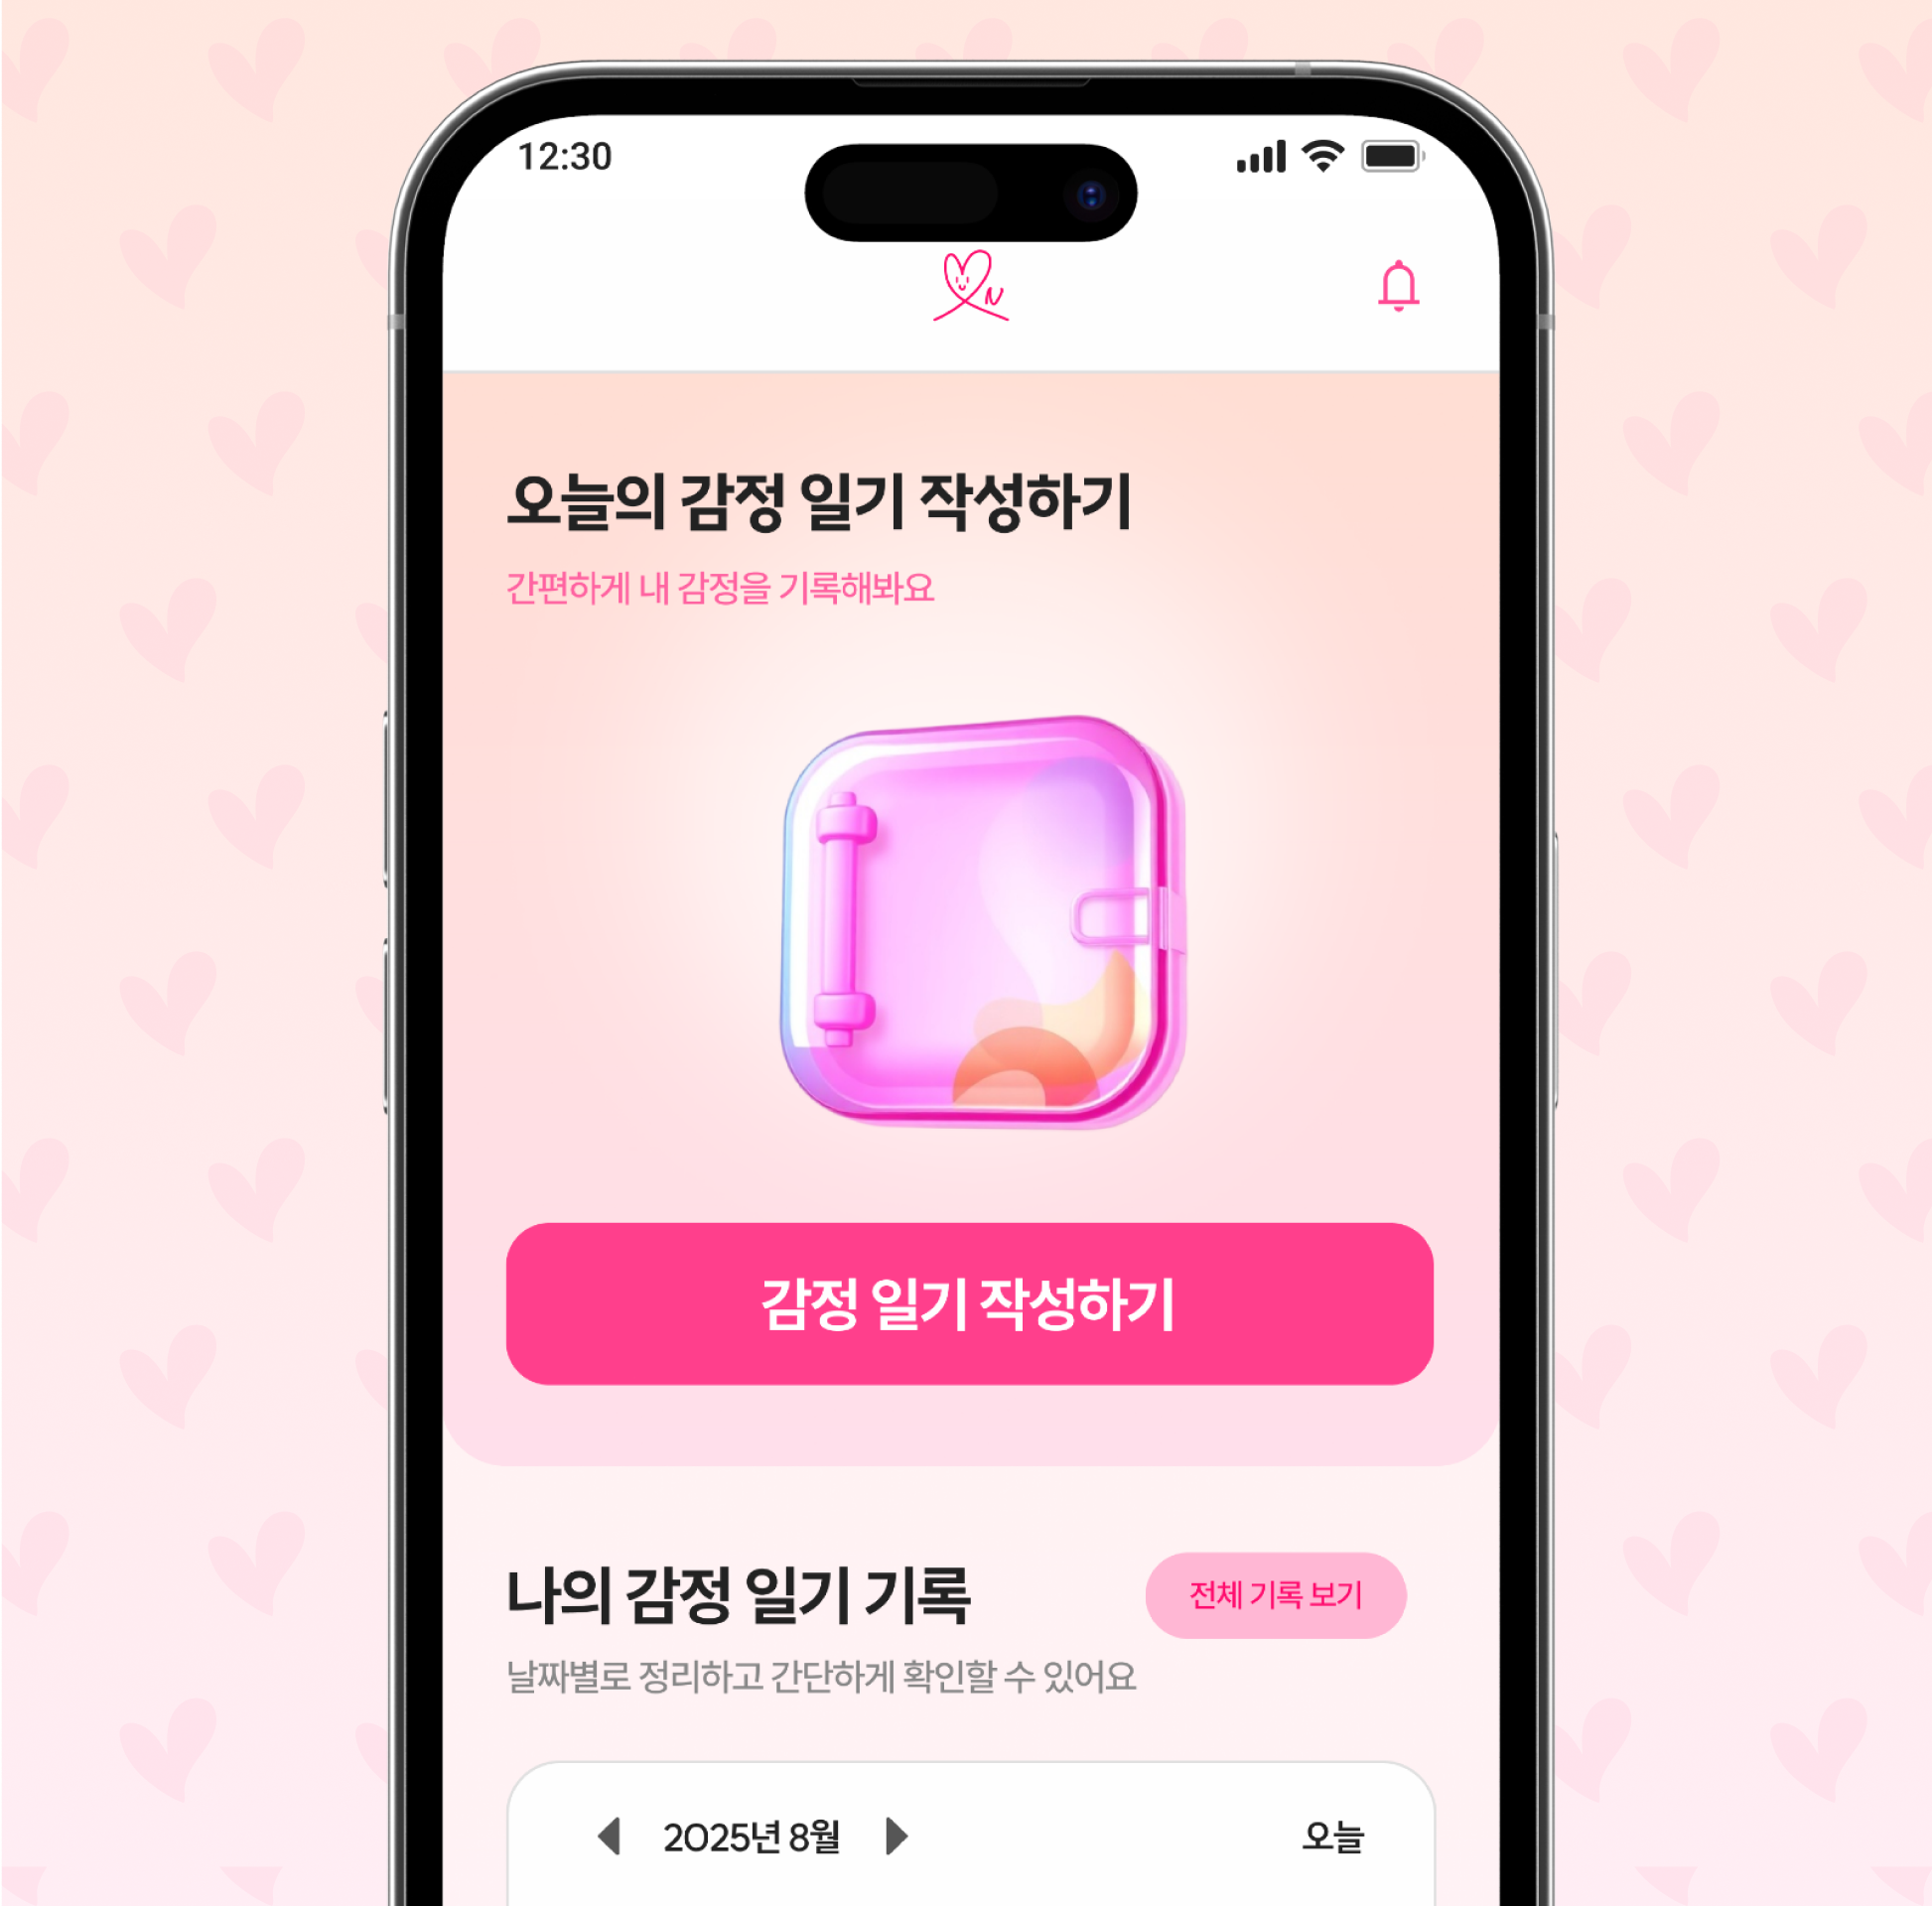 12:30
N
오늘의 감정 일기 작성하기
간편하게 내 감정을 기록해봐요
감정 일기 작성하기
나의 감정 일기 기록
전체 기록 보기
날짜별로 정리하고 간단하게 확인할 수 있어요
2025년 8월
오늘